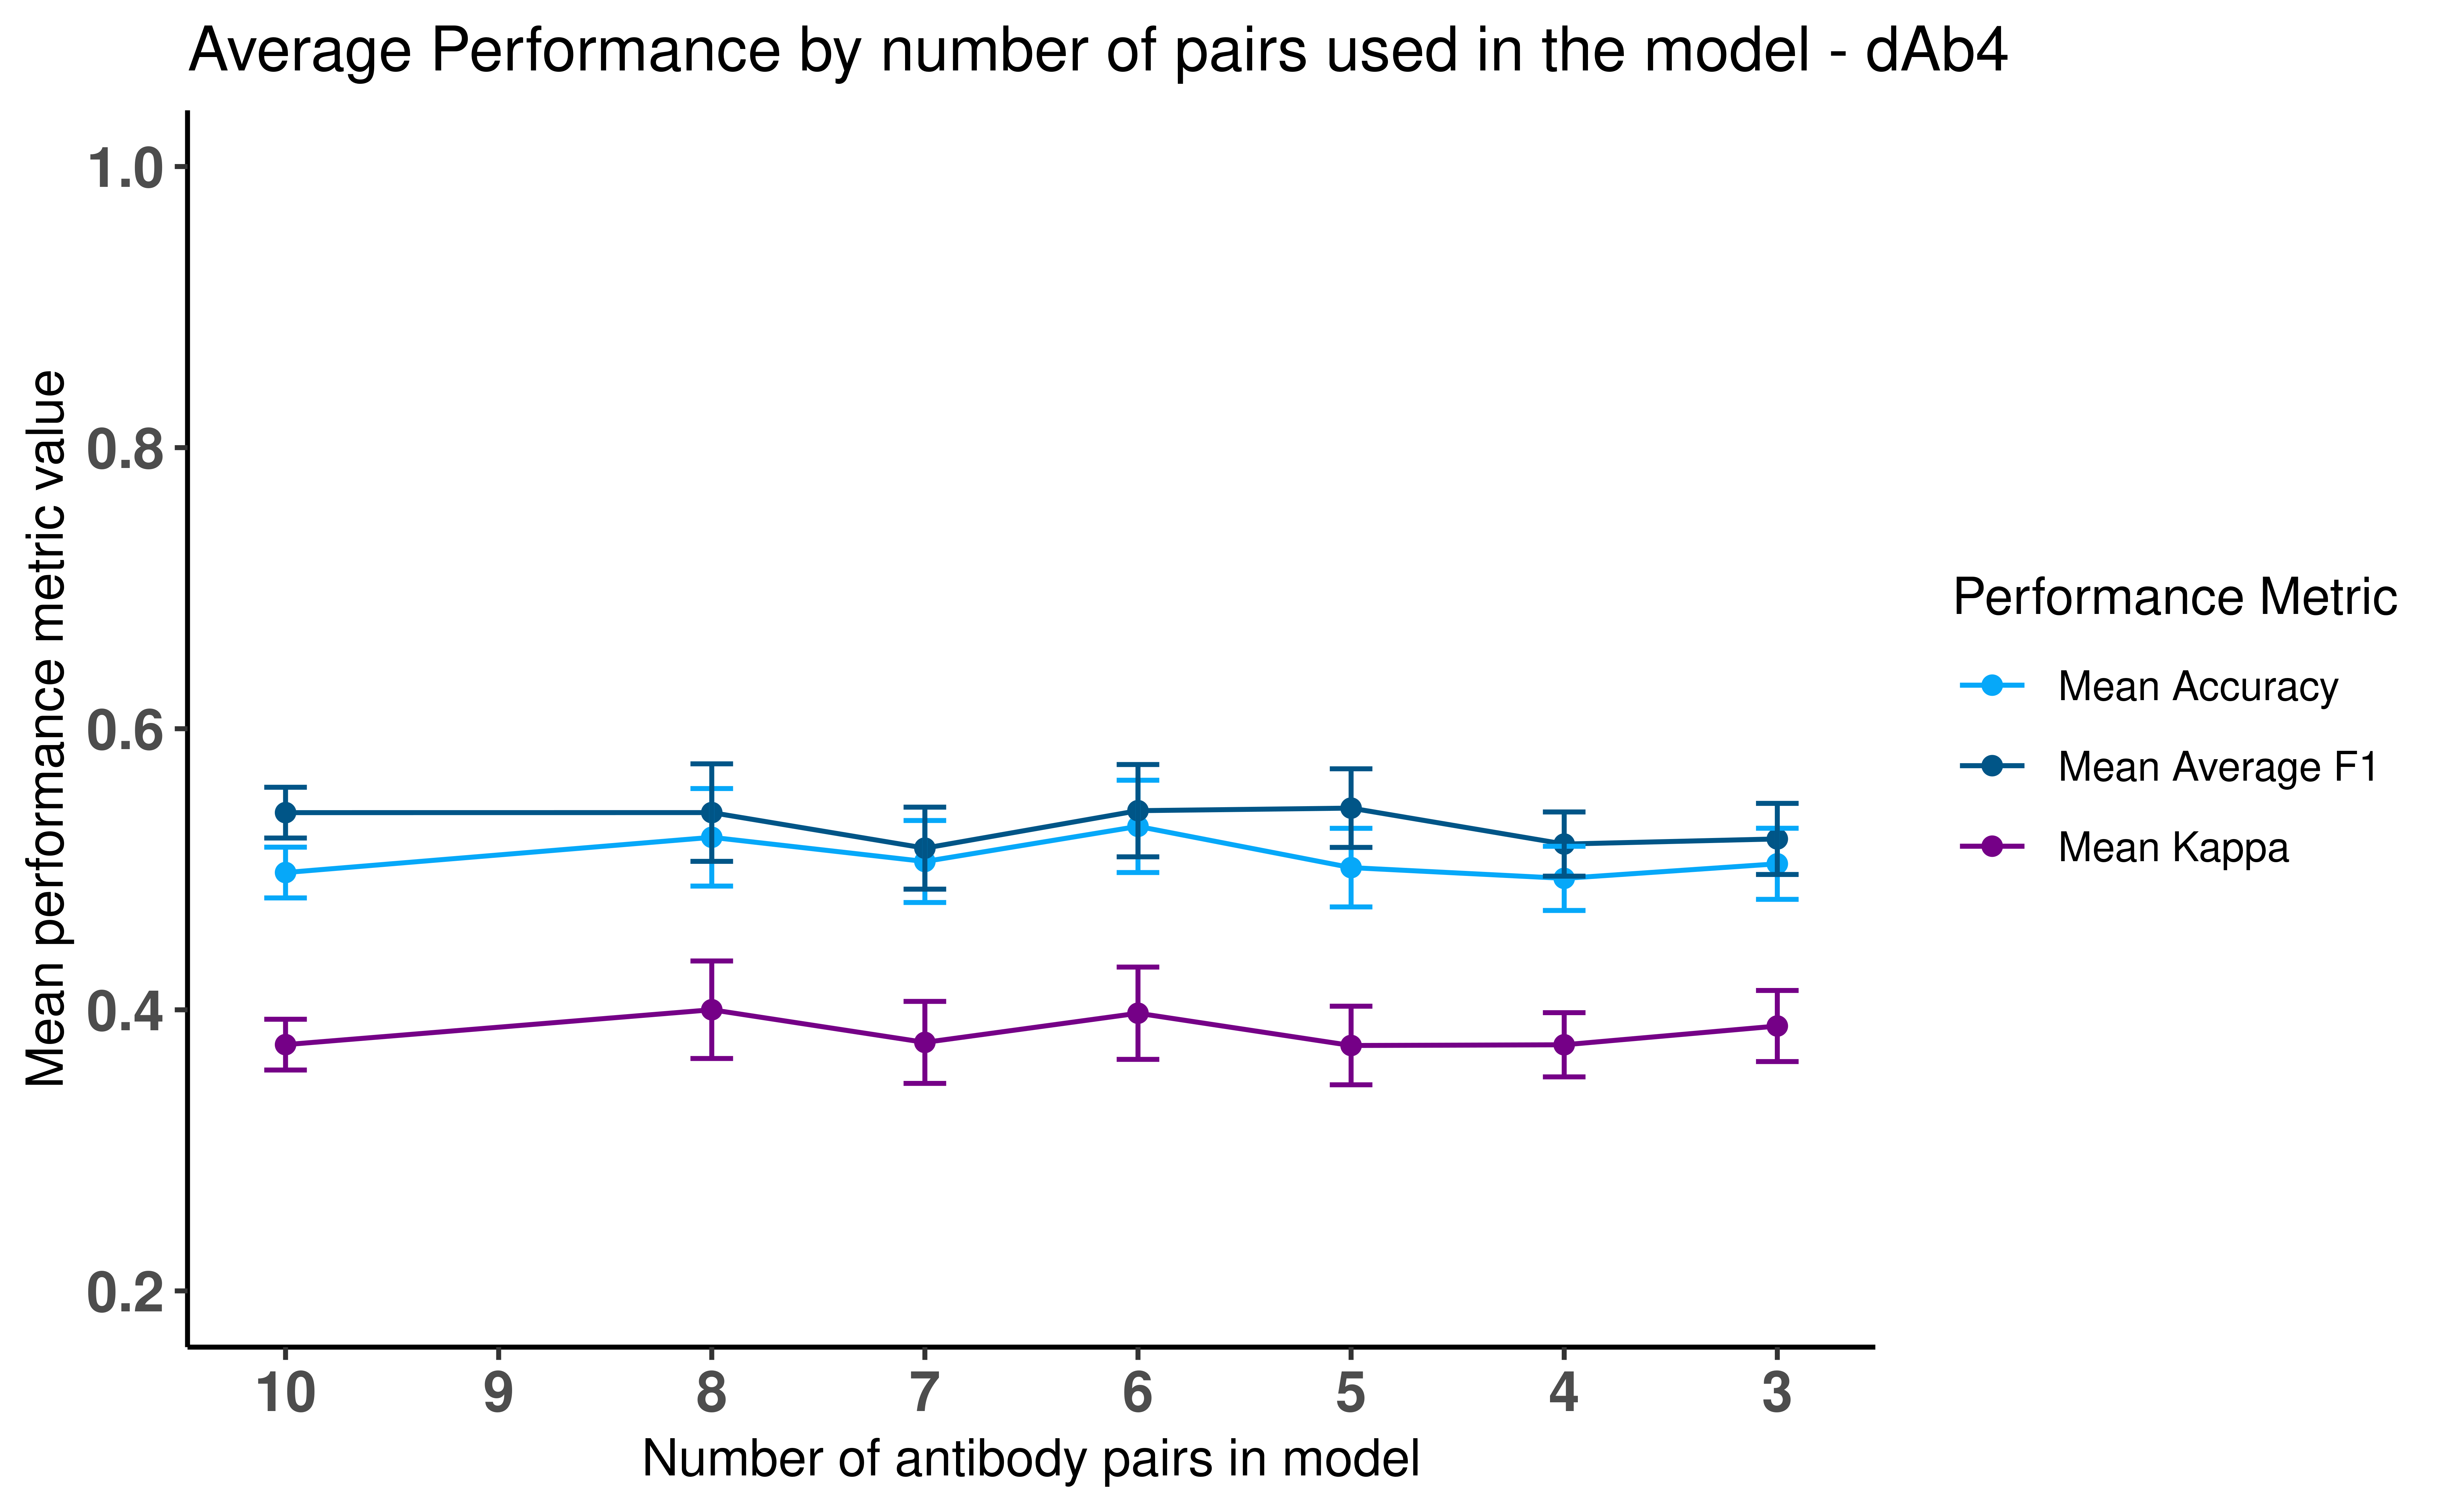 Average Performance by number of pairs used in the model - dAb4
Mean performance metric value
1.0
0.8
0.6
0.4
0.2
10 9 8 7 6 5 4 3
Number of antibody pairs in model
Performance Metric
Mean Accuracy
Mean Average F1
Mean Kappa